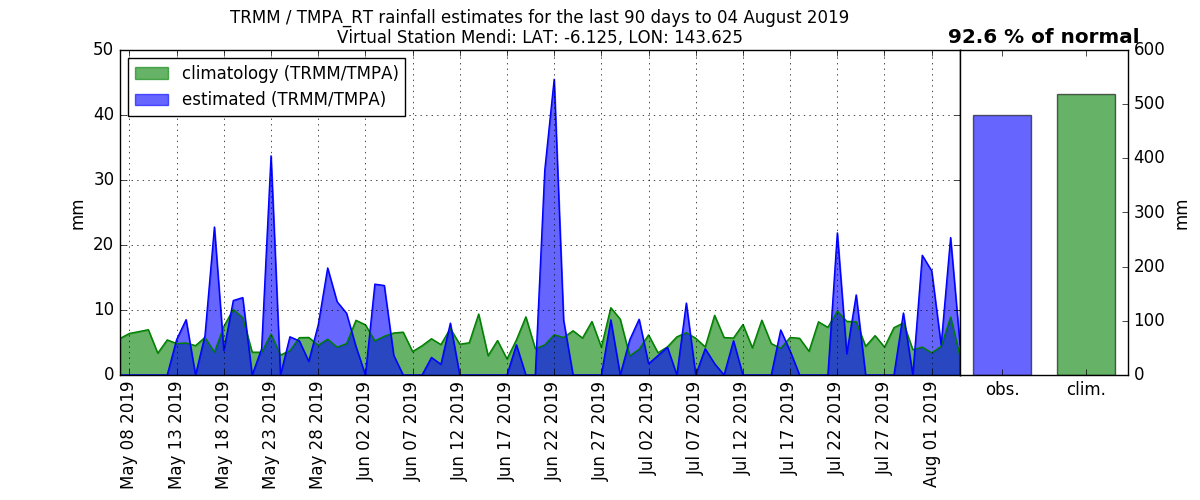 TRMM / TMPA_RT rainfall estimates for the last 90 days to 04 August 2019
Virtual Station Mendi: LAT: -6.125, LON: 143.625
92.6 % of normal
climatology (TRMM/TMPA)
estimated (TRMM/TMPA)
50
40
30
20
10
0
mm
May 08 2019
May 13 2019
May 18 2019
May 23 2019
May 28 2019
Jun 02 2019
Jun 07 2019
Jun 12 2019
Jun 17 2019
Jun 22 2019
Jun 27 2019
Jul 02 2019
Jul 07 2019
Jul 12 2019
Jul 17 2019
Jul 22 2019
Jul 27 2019
Aug 01 2019
obs.
clim.
600
500
400
300
200
100
0
mm